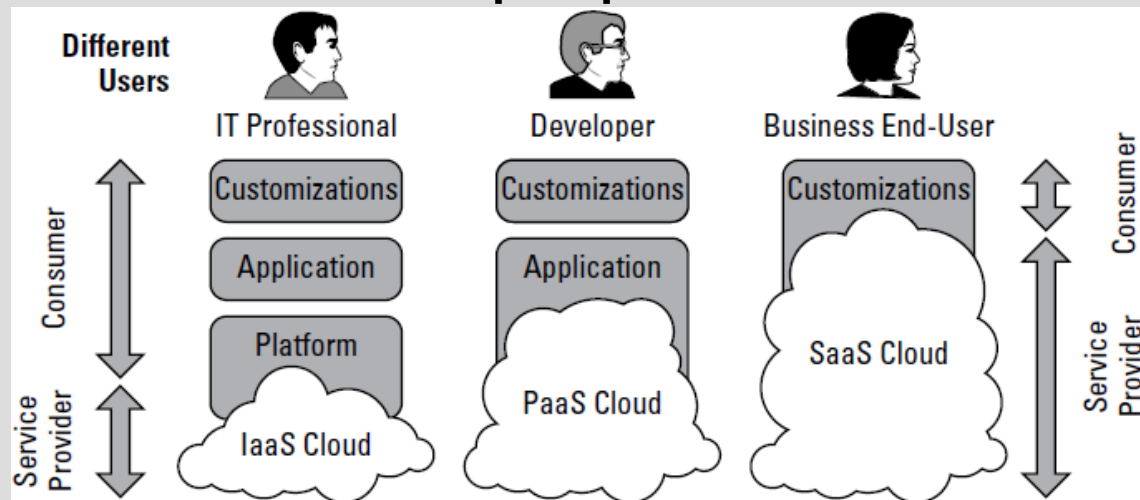 Different
Users
IT Professional
Developer
Business End-User
Consumer
Service
Provider
Customizations
Application
Platform
IaaS Cloud
Customizations
Application
PaaS Cloud
Customizations
SaaS Cloud
Consumer
Service
Provider